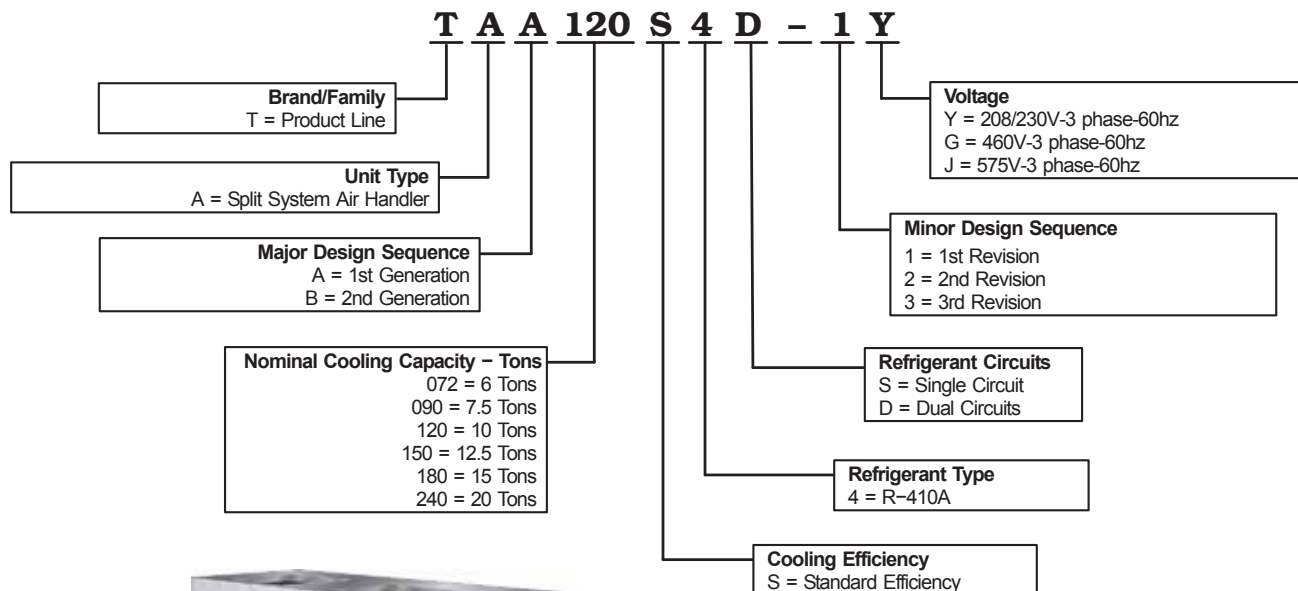 T A A 120 S 4 D – 1 Y
Brand/Family
T = Product Line
Unit Type
A = Split System Air Handler
Major Design Sequence
A = 1st Generation
B = 2nd Generation
Nominal Cooling Capacity − Tons
072 = 6 Tons
090 = 7.5 Tons
120 = 10 Tons
150 = 12.5 Tons
180 = 15 Tons
240 = 20 Tons
Voltage
Y = 208/230V-3 phase-60hz
G = 460V-3 phase-60hz
J = 575V-3 phase-60hz
Minor Design Sequence
1 = 1st Revision
2 = 2nd Revision
3 = 3rd Revision
Refrigerant Circuits
S = Single Circuit
D = Dual Circuits
Refrigerant Type
4 = R−410A
Cooling Efficiency
S = Standard Efficiency